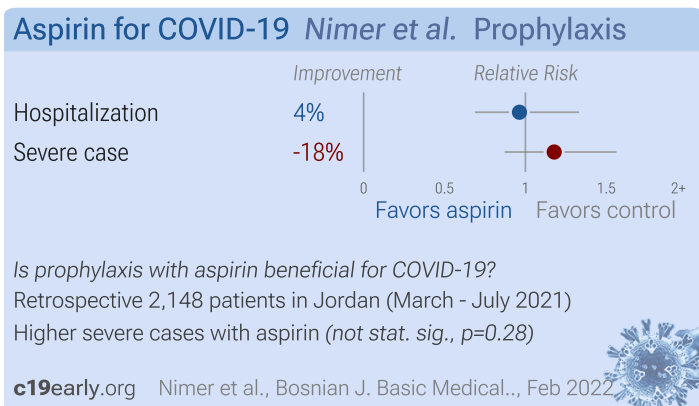 Aspirin for COVID-19 Nimer et al. Prophylaxis
Improvement Relative Risk
Hospitalization 4%
Severe case -18%
0 0.5 1 1.5 2+
Favors aspirin Favors control
Is prophylaxis with aspirin beneficial for COVID-19?
Retrospective 2,148 patients in Jordan (March - July 2021)
Higher severe cases with aspirin (not stat. sig., p=0.28)
c19early.org Nimer et al., Bosnian J. Basic Medical.., Feb 2022